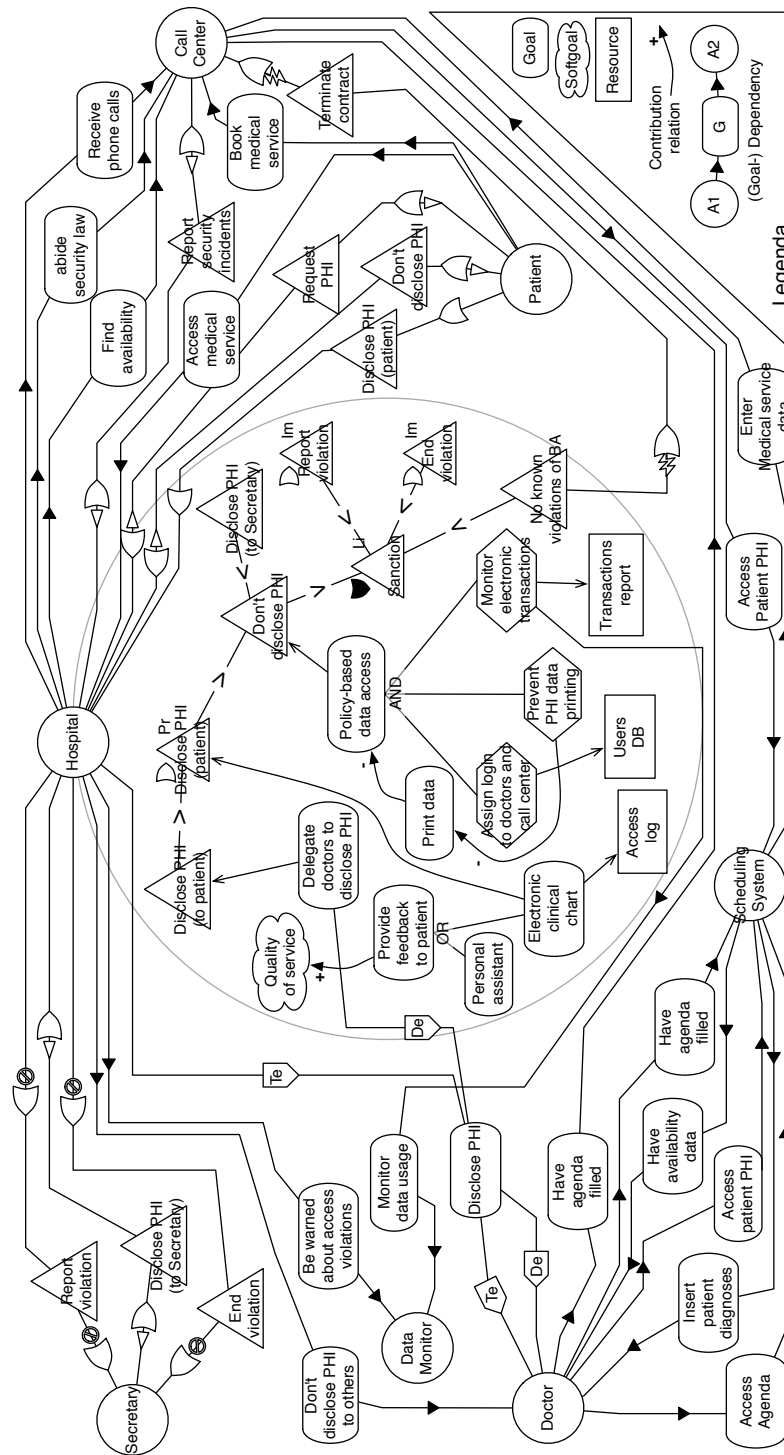 Secretary
Report
violation
Disclose PHI
(to Secretary)
End
violation
Don't
disclose PHI
to others
Be warned
about access
violations
Data
Monitor
Monitor
data usage
Te
De
Disclose PHI
Te
De
Doctor
Have
agenda
filled
Have
agenda
filled
Have
availability
data
Access
patient PHI
Insert
patient
diagnoses
Access
Agenda
Scheduling
System
Hospital
Disclose PHI
(to patient)
Pr
Disclose PHI
(patient)
Don't
disclose PHI
Disclose PHI
(to Secretary)
Quality
of service
+
Delegate
doctors to
disclose PHI
Provide
feedback
to patient
OR
Personal
assistant
Electronic
clinical
chart
Access
log
Print data
-
-
Policy-based
data access
AND
Assign login
to doctors and
call center
Users
DB
Prevent
PHI data
printing
Monitor
electronic
transactions
Transactions
report
Li
Sanction
Im
Report
violation
Im
End
violation
No known
violations of BA
Receive
phone calls
abide
security law
Find
availability
Report
security
incidents
Access
medical
service
Request
PHI
Don't
disclose PHI
Disclose PHI
(patient)
Call
Center
Terminate
contract
Book
medical
service
Patient
Access
Patient PHI
Enter
Medical service
data
Goal
Softgoal
Resource
Contribution
relation
+
A1
G
A2
(Goal-) Dependency
Legenda